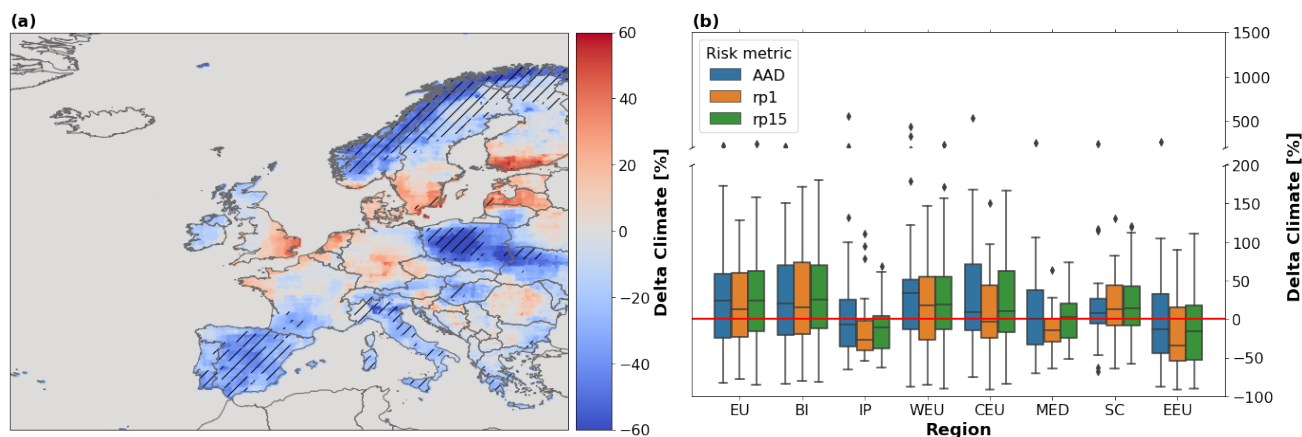 (a)
60
40
20
0
−20
−40
−60
Delta Climate [%]
(b)
Risk metric
AAD
rp1
rp15
1500
1000
500
200
150
100
50
0
−50
−100
Delta Climate [%]
EU BI IP WEU CEU MED SC EEU
Region